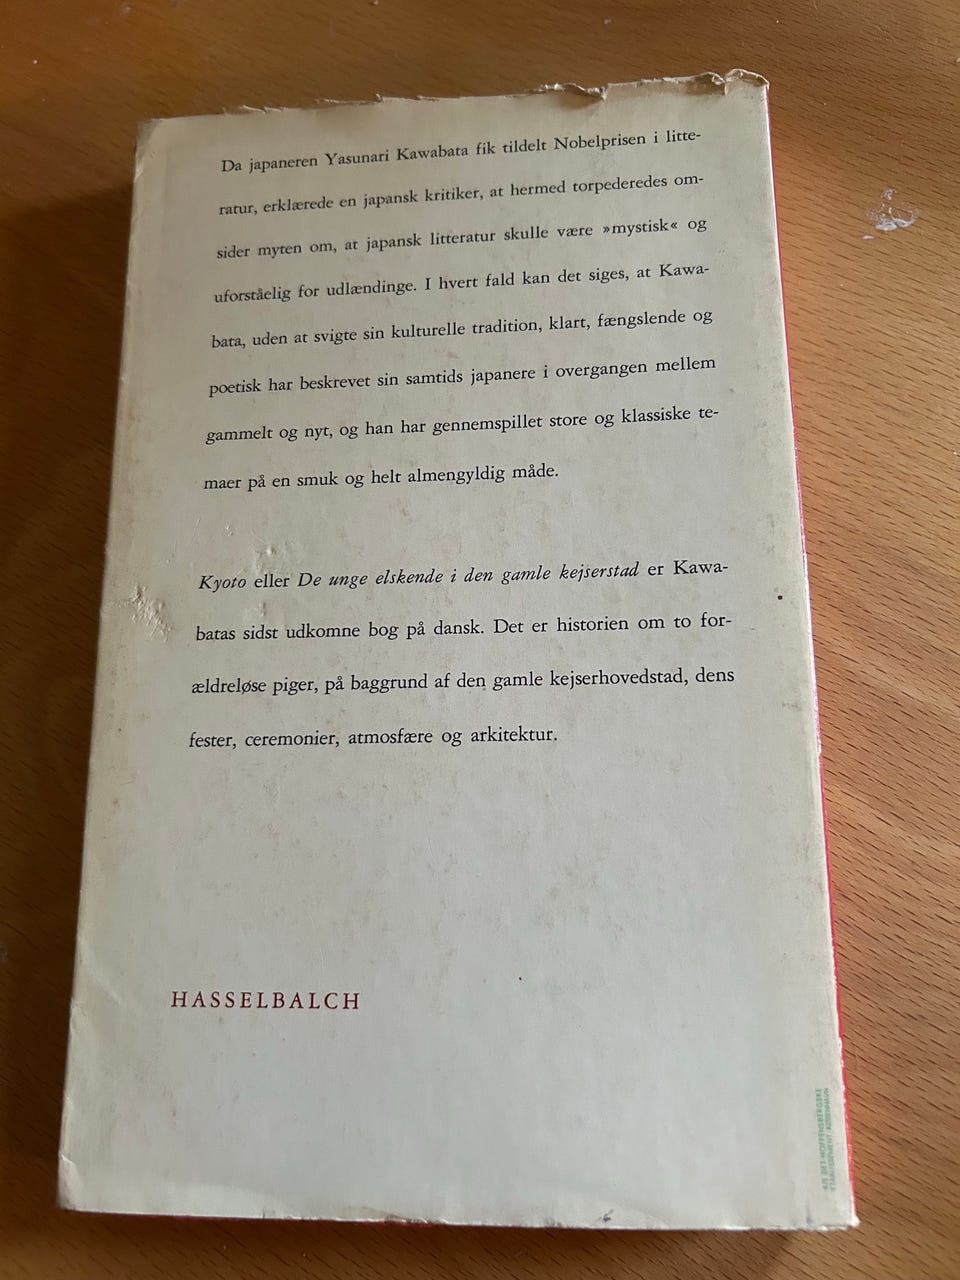 Da japaneren Yasunari Kawabata fik tildelt Nobelprisen i litte-
ratur, erklærede en japansk kritiker, at hermed torpederedes om-
sider myten om, at japansk litteratur skulle være »mystisk« og
uforståelig for udlændinge. I hvert fald kan det siges, at Kawa-
bata, uden at svigte sin kulturelle tradition, klart, fængslende og
poetisk har beskrevet sin samtids japanere i overgangen mellem
gammelt og nyt, og han har gennemspillet store og klassiske te-
maer på en smuk og helt almengyldig måde.
Kyoto eller De unge elskende i den gamle kejserstad er Kawa-
batas sidst udkomne bog på dansk. Det er historien om to for-
ældreløse piger, på baggrund af den gamle kejserhovedstad, dens
fester, ceremonier, atmosfære og arkitektur.
HASSELBALCH
A/S DET HOFFENSBERGSKE
ETABLISSEMENT KØBENHAVN